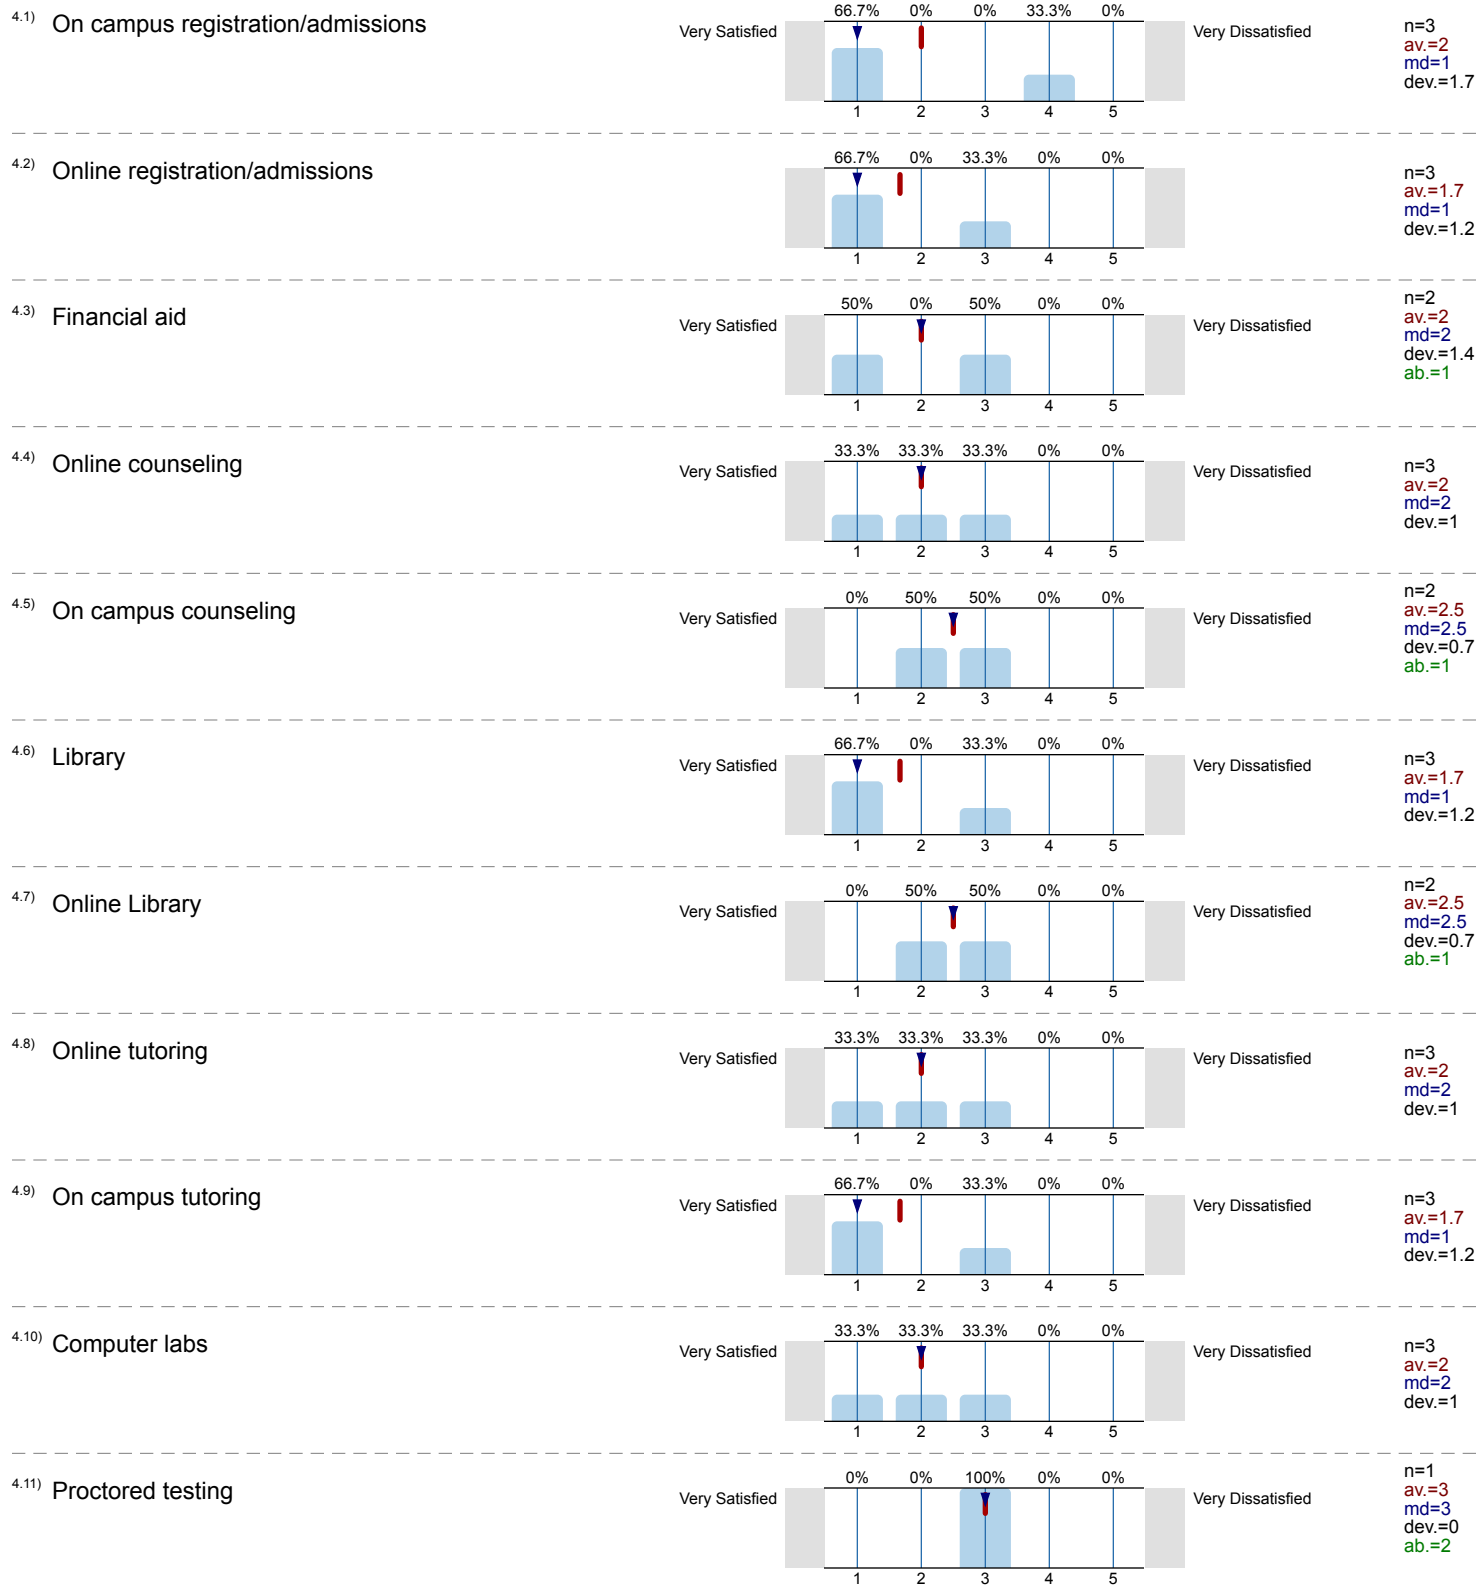 4.1) On campus registration/admissions
66.7% 0% 0% 33.3% 0%
Very Satisfied Very Dissatisfied
1 2 3 4 5
n=3
av.=2
md=1
dev.=1.7
4.2) Online registration/admissions
66.7% 0% 33.3% 0% 0%
1 2 3 4 5
n=3
av.=1.7
md=1
dev.=1.2
4.3) Financial aid
50% 0% 50% 0% 0%
Very Satisfied Very Dissatisfied
1 2 3 4 5
n=2
av.=2
md=2
dev.=1.4
ab.=1
4.4) Online counseling
33.3% 33.3% 33.3% 0% 0%
Very Satisfied Very Dissatisfied
1 2 3 4 5
n=3
av.=2
md=2
dev.=1
4.5) On campus counseling
0% 50% 50% 0% 0%
Very Satisfied Very Dissatisfied
1 2 3 4 5
n=2
av.=2.5
md=2.5
dev.=0.7
ab.=1
4.6) Library
66.7% 0% 33.3% 0% 0%
Very Satisfied Very Dissatisfied
1 2 3 4 5
n=3
av.=1.7
md=1
dev.=1.2
4.7) Online Library
0% 50% 50% 0% 0%
Very Satisfied Very Dissatisfied
1 2 3 4 5
n=2
av.=2.5
md=2.5
dev.=0.7
ab.=1
4.8) Online tutoring
33.3% 33.3% 33.3% 0% 0%
Very Satisfied Very Dissatisfied
1 2 3 4 5
n=3
av.=2
md=2
dev.=1
4.9) On campus tutoring
66.7% 0% 33.3% 0% 0%
Very Satisfied Very Dissatisfied
1 2 3 4 5
n=3
av.=1.7
md=1
dev.=1.2
4.10) Computer labs
33.3% 33.3% 33.3% 0% 0%
Very Satisfied Very Dissatisfied
1 2 3 4 5
n=3
av.=2
md=2
dev.=1
4.11) Proctored testing
0% 0% 100% 0% 0%
Very Satisfied Very Dissatisfied
1 2 3 4 5
n=1
av.=3
md=3
dev.=0
ab.=2